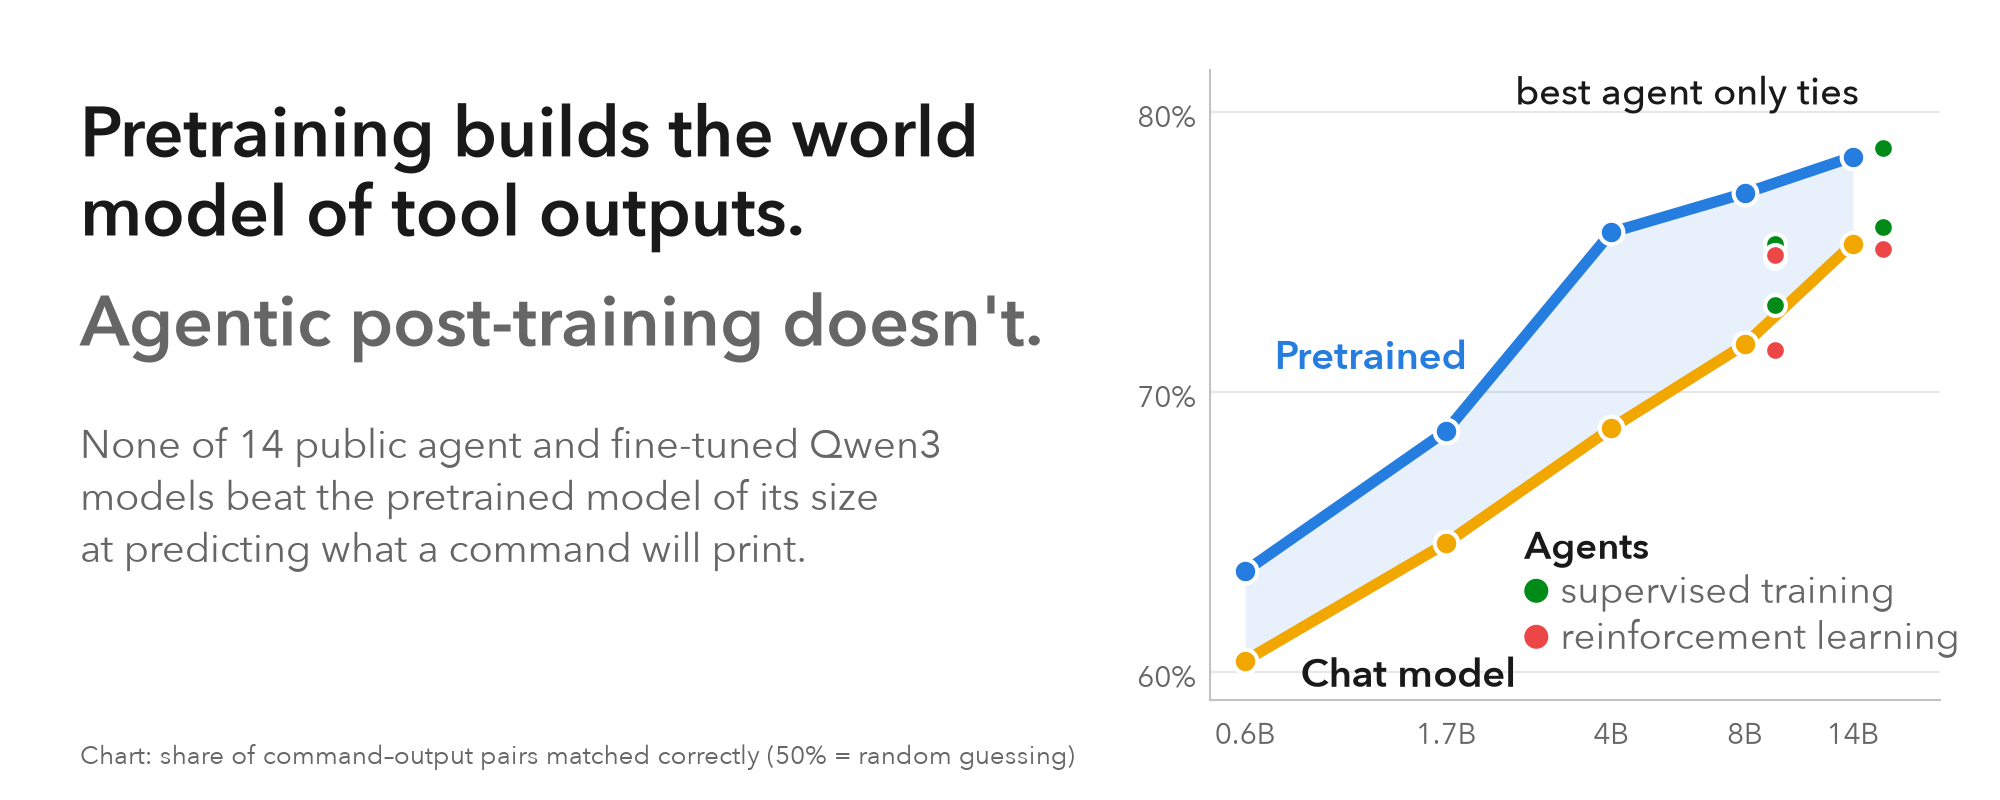 Pretraining builds the world
model of tool outputs.
Agentic post-training doesn't.
None of 14 public agent and fine-tuned Qwen3
models beat the pretrained model of its size
at predicting what a command will print.
Chart: share of command–output pairs matched correctly (50% = random guessing)
best agent only ties
80%
70%
60%
Pretrained
Agents
supervised training
reinforcement learning
Chat model
0.6B 1.7B 4B 8B 14B